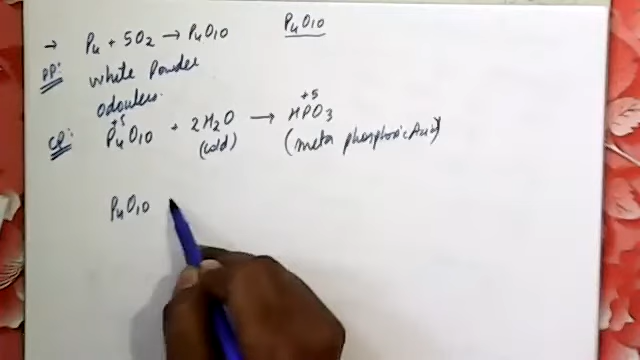 P4O10
→ P4 + 5O2 → P4O10
PP: White Powder
odourless.
+5 +5
CP: P4O10 + 2H2O → HPO3
(cold) (meta phosphoric Acid)
P4O10